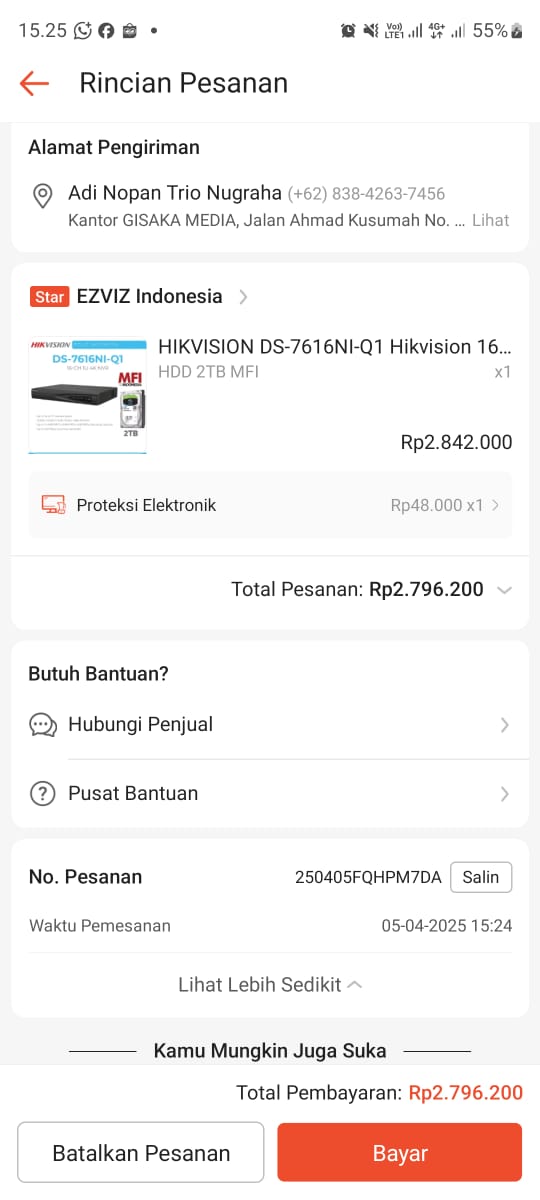 15.25
Vo))
LTE1
4G+
55%
Rincian Pesanan
Alamat Pengiriman
Adi Nopan Trio Nugraha (+62) 838-4263-7456
Kantor GISAKA MEDIA, Jalan Ahmad Kusumah No. ... Lihat
Star EZVIZ Indonesia
HIKVISION
DS-7616NI-Q1
16-CH 1U 4K NVR
MFI
2TB
HIKVISION DS-7616NI-Q1 Hikvision 16...
HDD 2TB MFI x1
Rp2.842.000
Proteksi Elektronik Rp48.000 x1
Total Pesanan: Rp2.796.200
Butuh Bantuan?
Hubungi Penjual
Pusat Bantuan
No. Pesanan 250405FQHPM7DA Salin
Waktu Pemesanan 05-04-2025 15:24
Lihat Lebih Sedikit
Kamu Mungkin Juga Suka
Total Pembayaran: Rp2.796.200
Batalkan Pesanan Bayar